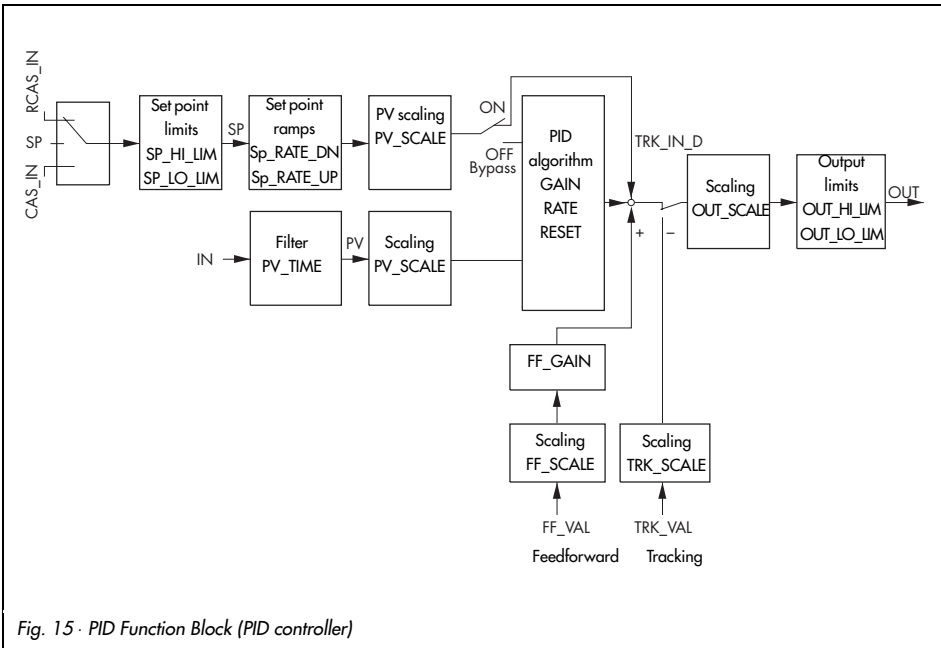 RCAS_IN
SP
CAS_IN
Set point
limits
SP_HI_LIM
SP_LO_LIM
SP
Set point
ramps
Sp_RATE_DN
Sp_RATE_UP
PV scaling
PV_SCALE
ON
OFF
Bypass
PID
algorithm
GAIN
RATE
RESET
TRK_IN_D
Scaling
OUT_SCALE
Output
limits
OUT_HI_LIM
OUT_LO_LIM
OUT
IN
Filter
PV_TIME
PV
Scaling
PV_SCALE
+
–
FF_GAIN
Scaling
FF_SCALE
Scaling
TRK_SCALE
FF_VAL
TRK_VAL
Feedforward
Tracking
Fig. 15 · PID Function Block (PID controller)